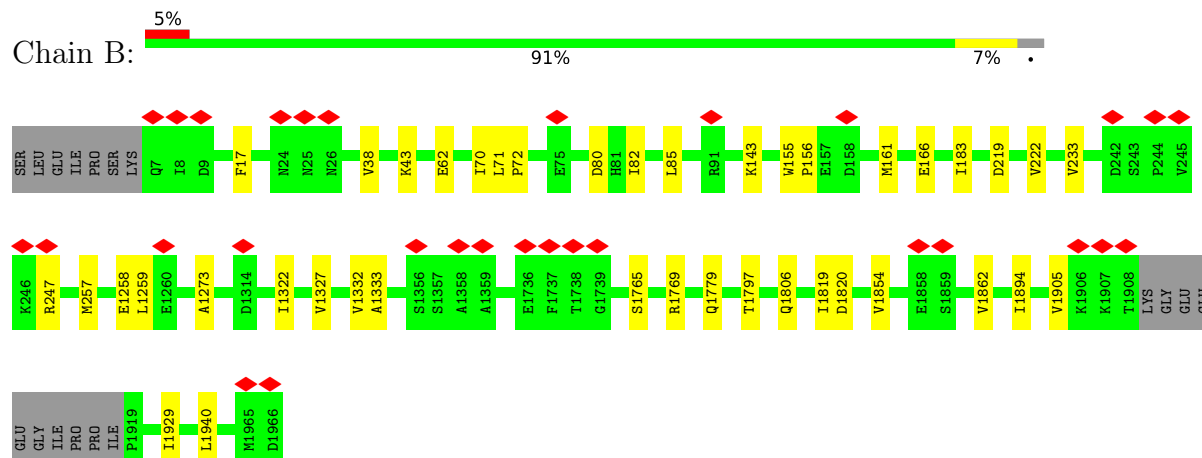 5%
Chain B:
91%
7%
•
SER LEU GLU ILE PRO SER LYS Q7 I8 D9 F17 N24 N25 N26 V38 K43 E62 I70 L71 P72 E75 D80 H81 I82 L85 R91 K143 W155 P156 E157 D158 M161 E166 I183 D219 V222 V233 D242 S243 P244 V245
K246 R247 M257 E1258 L1259 E1260 A1273 D1314 I1322 V1327 V1332 A1333 S1356 S1357 A1358 A1359 E1736 F1737 T1738 G1739 S1765 R1769 Q1779 T1797 Q1806 I1819 D1820 V1854 E1858 S1859 V1862 I1894 V1905 K1906 K1907 T1908 LYS GLY GLU GLU
GLU GLY ILE PRO PRO ILE P1919 I1929 L1940 M1965 D1966